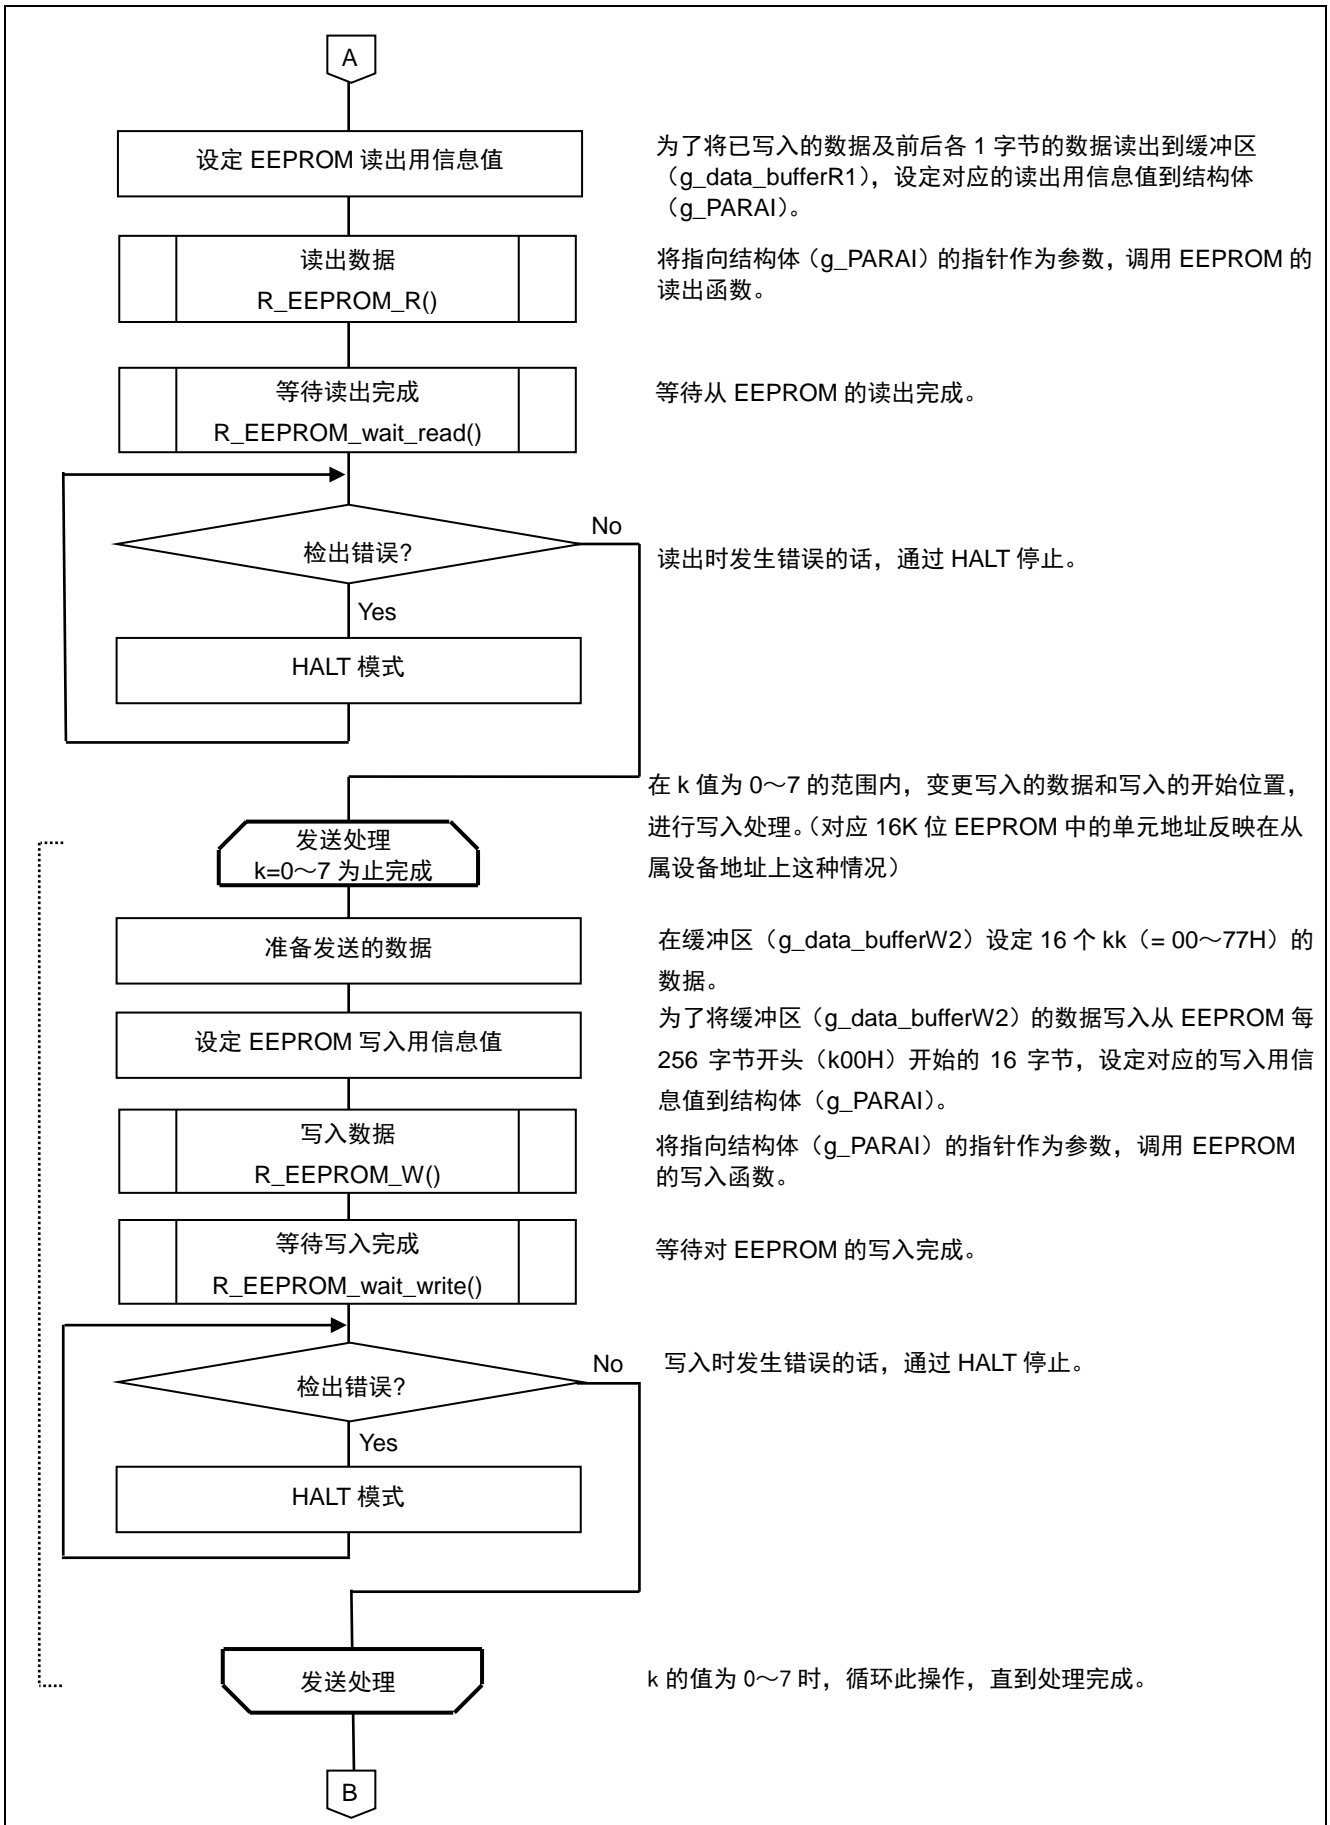 A
设定 EEPROM 读出用信息值
为了将已写入的数据及前后各 1 字节的数据读出到缓冲区
（g_data_bufferR1），设定对应的读出用信息值到结构体
（g_PARAI）。
读出数据
R_EEPROM_R()
将指向结构体（g_PARAI）的指针作为参数，调用 EEPROM 的
读出函数。
等待读出完成
R_EEPROM_wait_read()
等待从 EEPROM 的读出完成。
检出错误?
No
Yes
读出时发生错误的话，通过 HALT 停止。
HALT 模式
在 k 值为 0～7 的范围内，变更写入的数据和写入的开始位置，
进行写入处理。（对应 16K 位 EEPROM 中的单元地址反映在从
属设备地址上这种情况）
发送处理
k=0～7 为止完成
准备发送的数据
在缓冲区（g_data_bufferW2）设定 16 个 kk（= 00～77H）的
数据。
设定 EEPROM 写入用信息值
为了将缓冲区（g_data_bufferW2）的数据写入从 EEPROM 每
256 字节开头（k00H）开始的 16 字节，设定对应的写入用信
息值到结构体（g_PARAI）。
写入数据
R_EEPROM_W()
将指向结构体（g_PARAI）的指针作为参数，调用 EEPROM
的写入函数。
等待写入完成
R_EEPROM_wait_write()
等待对 EEPROM 的写入完成。
检出错误?
No
Yes
写入时发生错误的话，通过 HALT 停止。
HALT 模式
发送处理
k 的值为 0～7 时，循环此操作，直到处理完成。
B